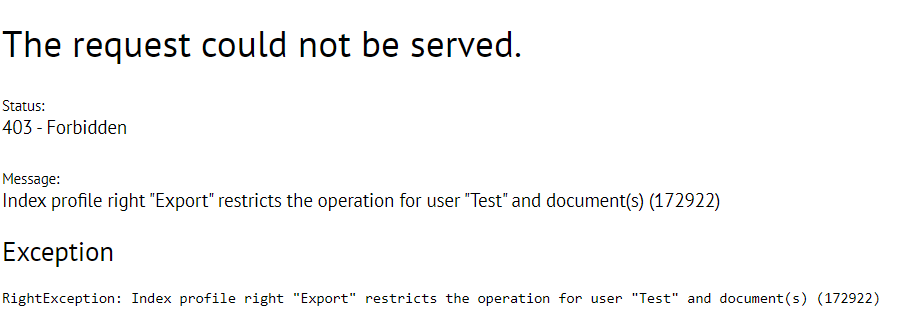 The request could not be served.
Status:
403 - Forbidden
Message:
Index profile right "Export" restricts the operation for user "Test" and document(s) (172922)
Exception
RightException: Index profile right "Export" restricts the operation for user "Test" and document(s) (172922)